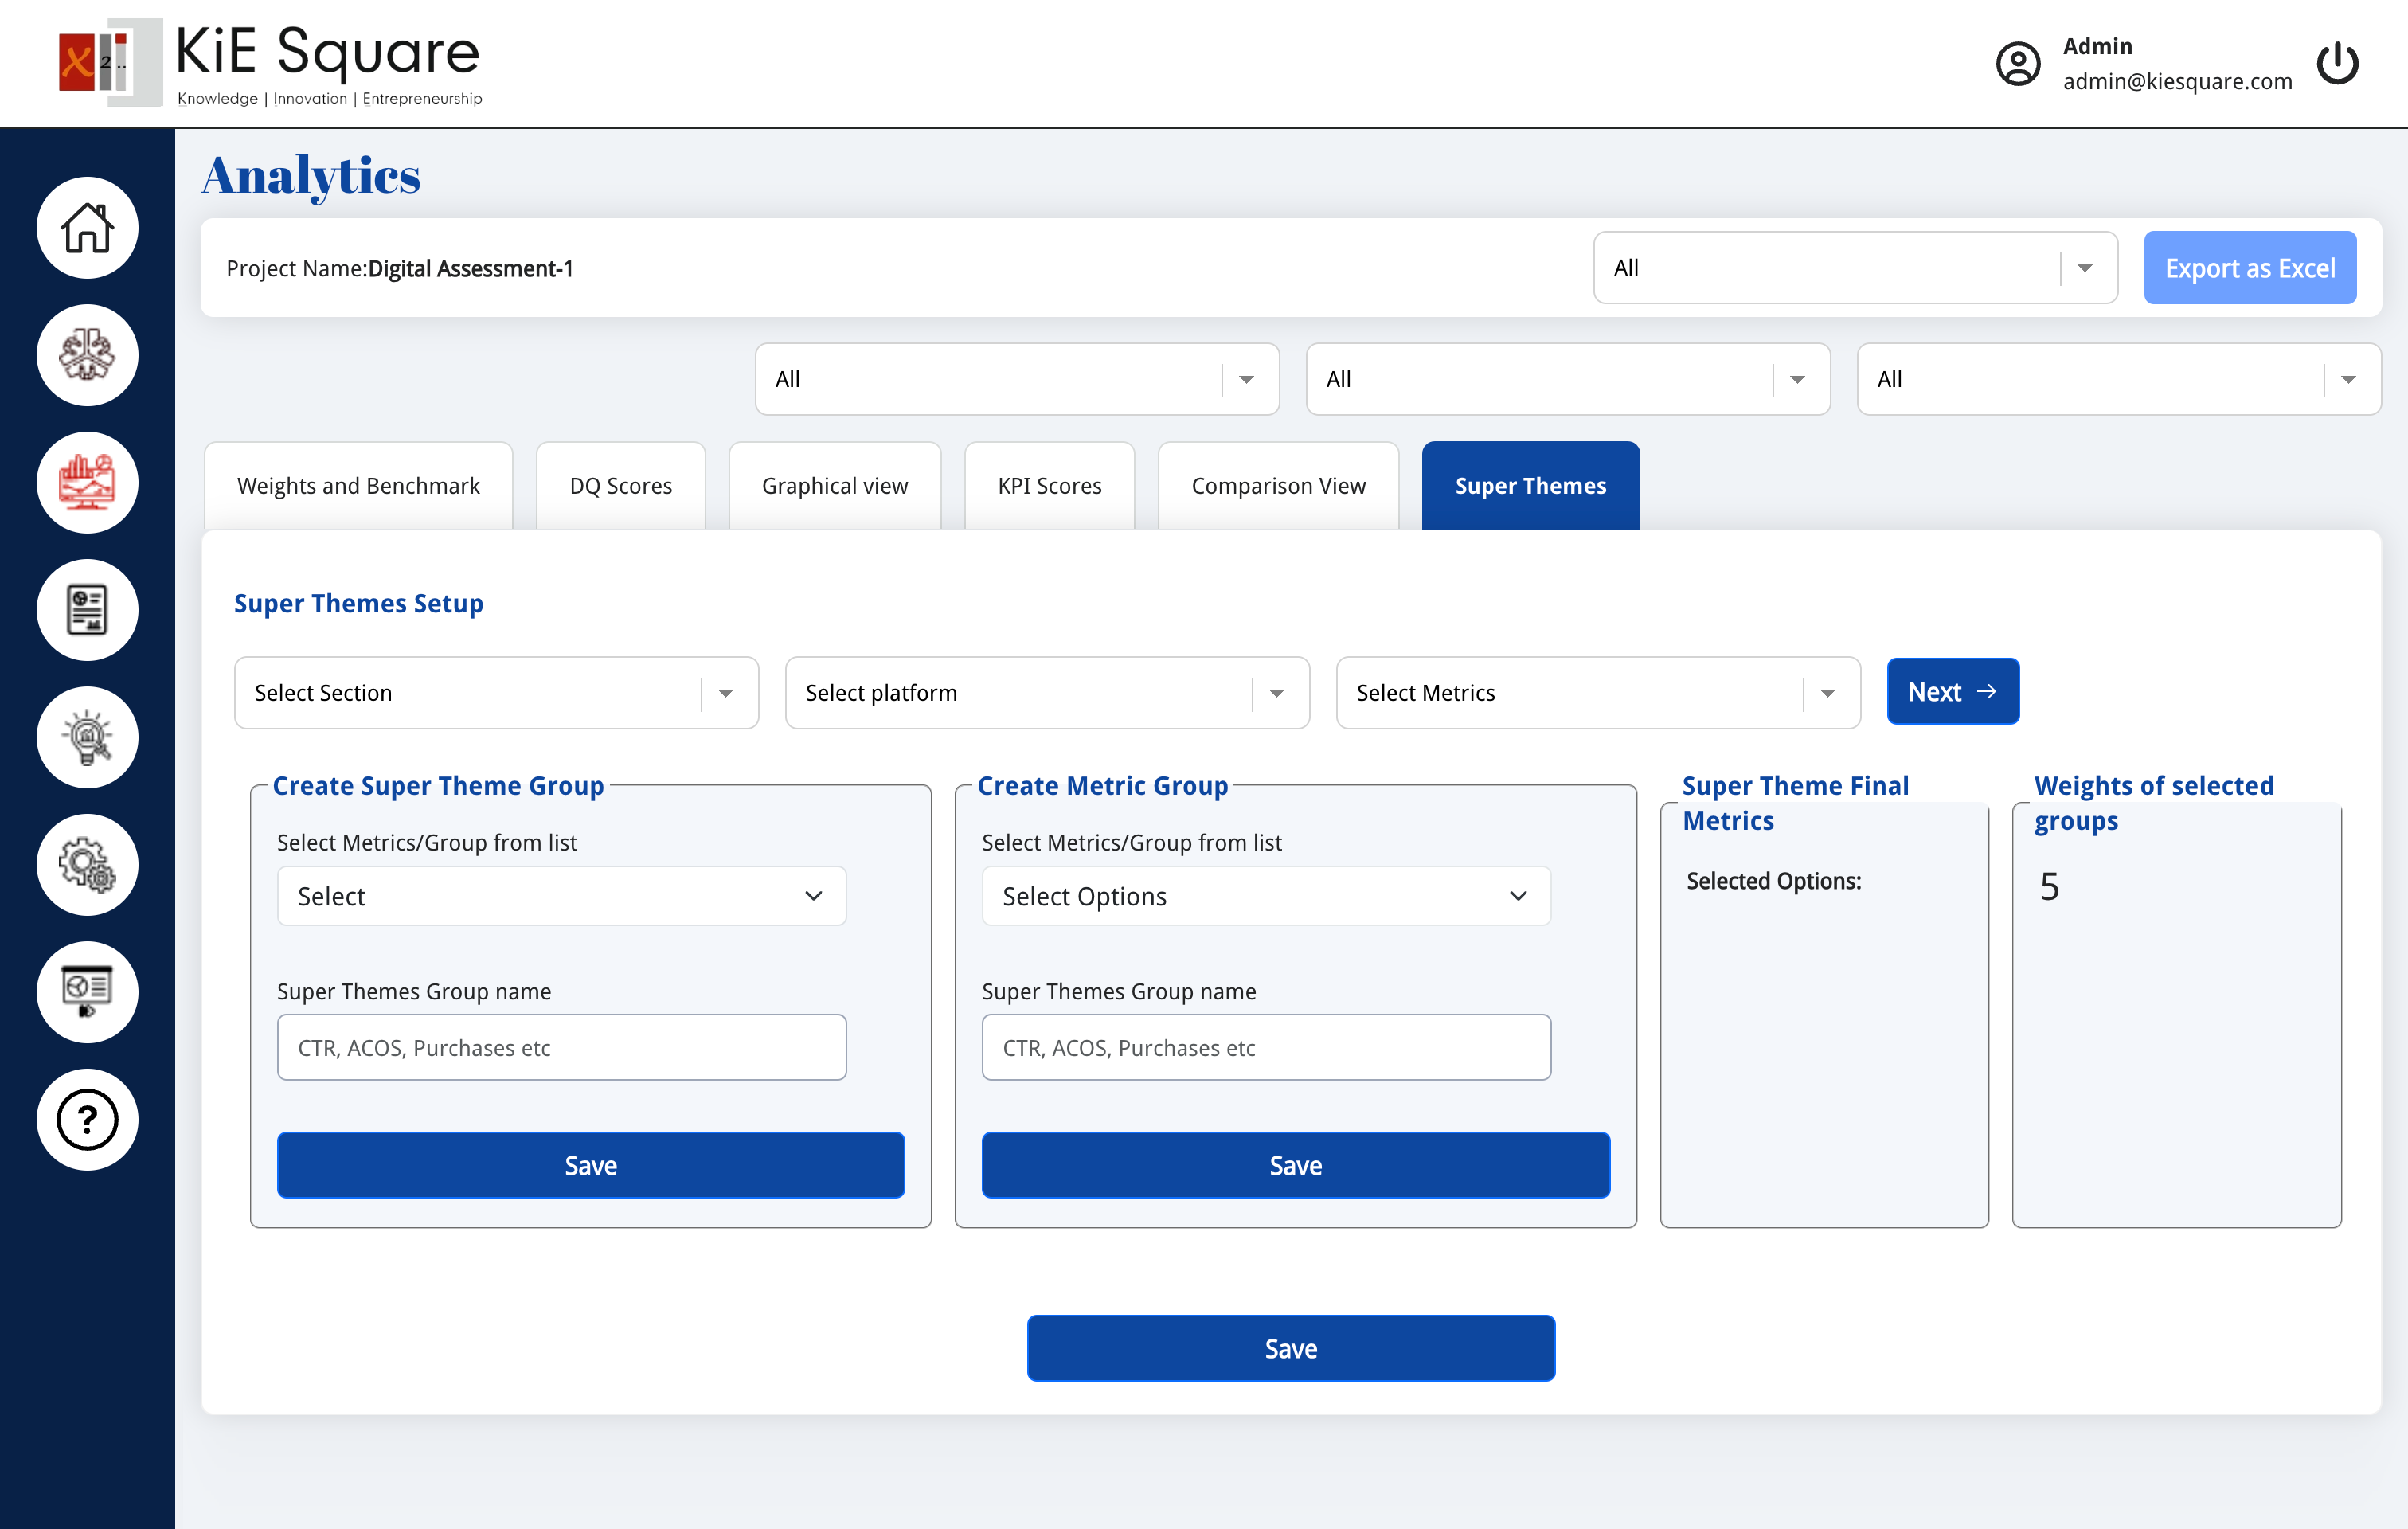 X 2 ..
KiE Square
Knowledge | Innovation | Entrepreneurship
Admin
admin@kiesquare.com
Analytics
Project Name:Digital Assessment-1
All
Export as Excel
All
All
All
Weights and Benchmark
DQ Scores
Graphical view
KPI Scores
Comparison View
Super Themes
Super Themes Setup
Select Section
Select platform
Select Metrics
Next →
Create Super Theme Group
Select Metrics/Group from list
Select
Super Themes Group name
CTR, ACOS, Purchases etc
Save
Create Metric Group
Select Metrics/Group from list
Select Options
Super Themes Group name
CTR, ACOS, Purchases etc
Save
Super Theme Final
Metrics
Selected Options:
Weights of selected
groups
5
Save
?